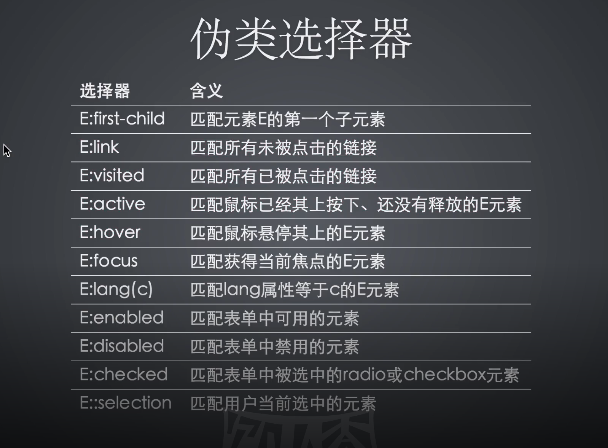 伪类选择器
选择器 含义
E:first-child 匹配元素E的第一个子元素
E:link 匹配所有未被点击的链接
E:visited 匹配所有已被点击的链接
E:active 匹配鼠标已经其上按下、还没有释放的E元素
E:hover 匹配鼠标悬停其上的E元素
E:focus 匹配获得当前焦点的E元素
E:lang(c) 匹配lang属性等于c的E元素
E:enabled 匹配表单中可用的元素
E:disabled 匹配表单中禁用的元素
E:checked 匹配表单中被选中的radio或checkbox元素
E::selection 匹配用户当前选中的元素